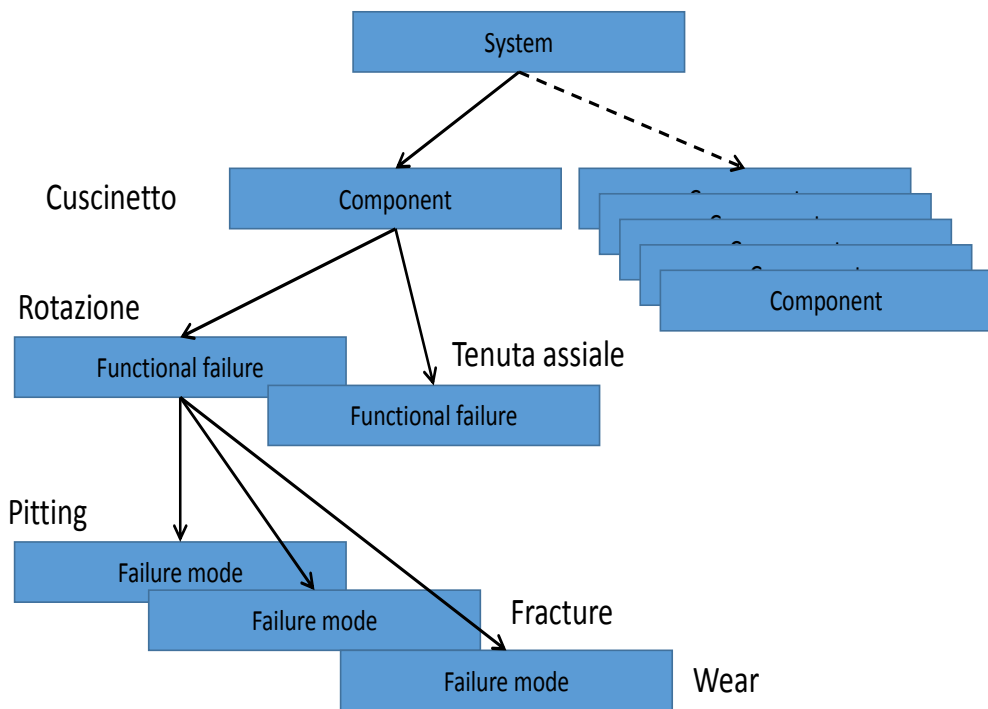 System
Cuscinetto
Component
Component
Rotazione
Functional failure
Tenuta assiale
Functional failure
Pitting
Failure mode
Failure mode
Fracture
Failure mode
Wear